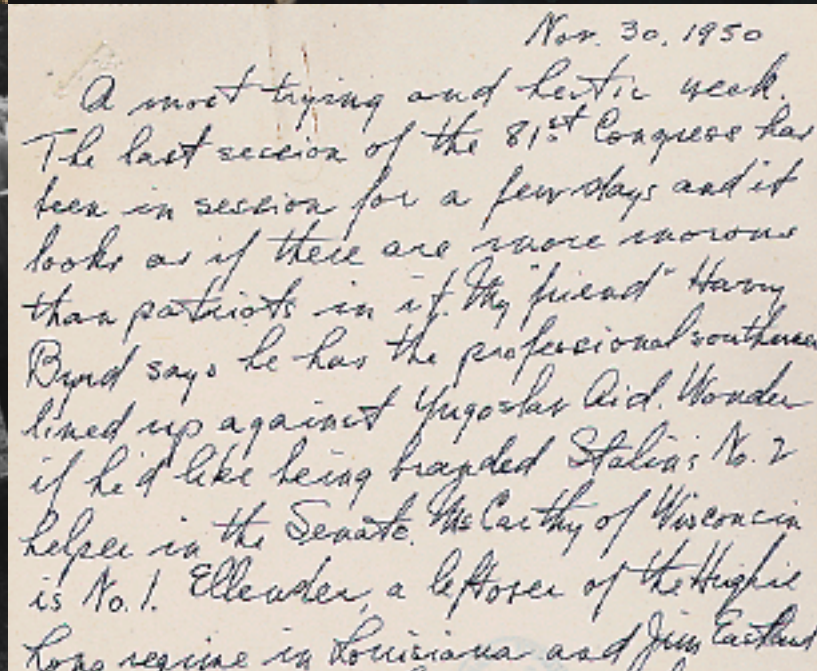 Nov. 30, 1950
A most trying and hectic week.
The last session of the 81st Congress has
been in session for a few days and it
looks as if there are more morons
than patriots in it. My "friend" Harry
Byrd says he has the professional southerner
lined up against Yugoslav Aid. Wonder
if he'd like being branded Stalin's No. 2
helper in the Senate. McCarthy of Wisconsin
is No. 1. Ellender, a leftover of the Hughie
Long regime in Louisiana and Jim Eastland